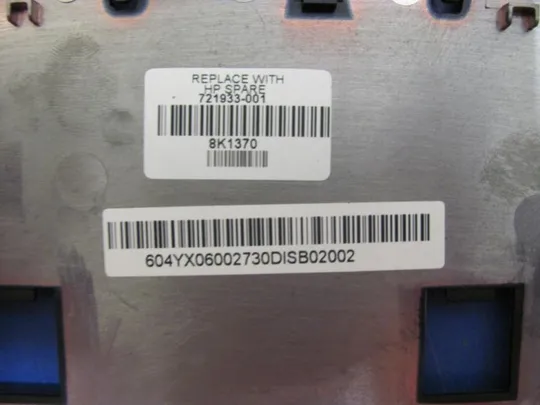 REPLACE WITH
HP SPARE
721933-001
8K1370
604YX06002730DISB02002